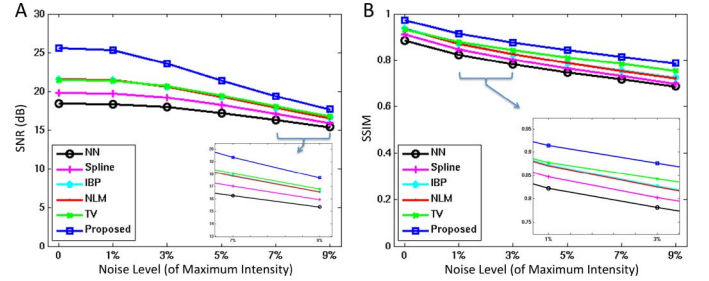 A
30
25
20
15
10
5
0
SNR (dB)
NN
Spline
IBP
NLM
TV
Proposed
7%
9%
0 1% 3% 5% 7% 9%
Noise Level (of Maximum Intensity)
B
1
0.8
0.6
0.4
0.2
0
SSIM
NN
Spline
IBP
NLM
TV
Proposed
0.95
0.9
0.85
0.8
0.75
1%
3%
0 1% 3% 5% 7% 9%
Noise Level (of Maximum Intensity)